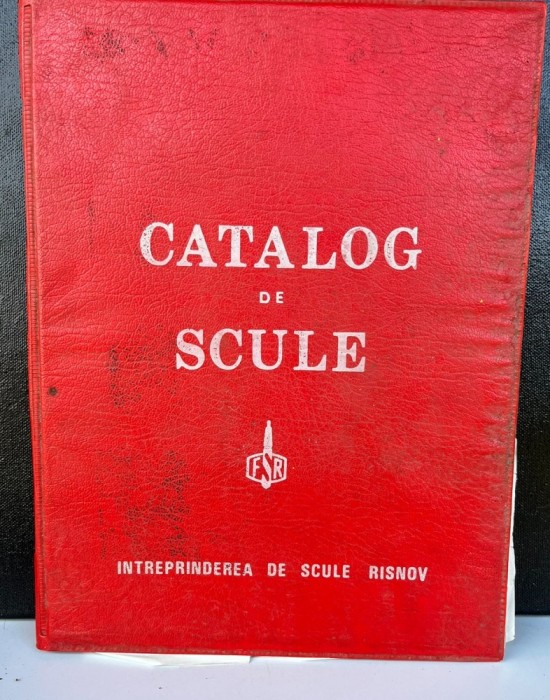 CATALOG
DE
SCULE
FSR
INTREPRINDEREA DE SCULE RISNOV